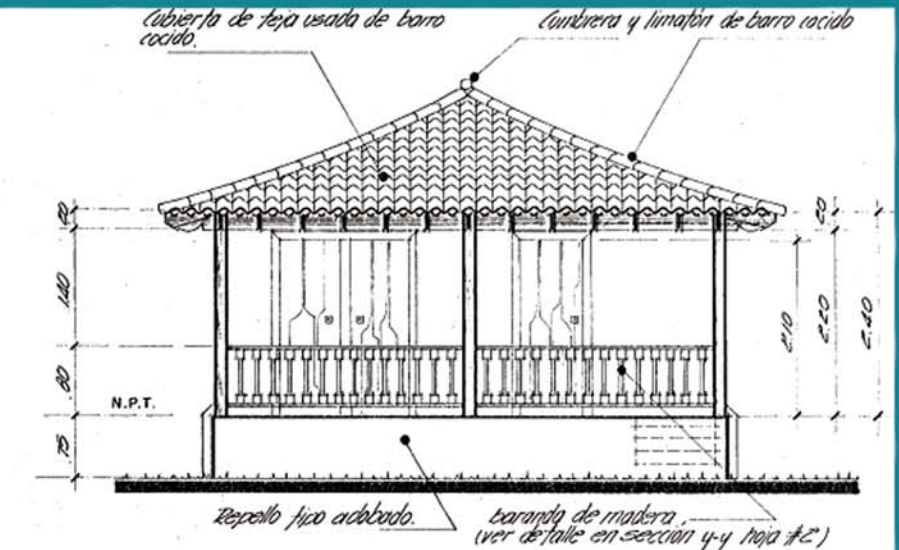 Cubierta de teja usada de barro
cocido.
Cumbrera y limatón de barro cocido
.20
1.40
.80
N.P.T.
.75
.20
2.10
2.20
2.40
Repello tipo adobado.
baranda de madera.
(ver detalle en sección y-y hoja #2)